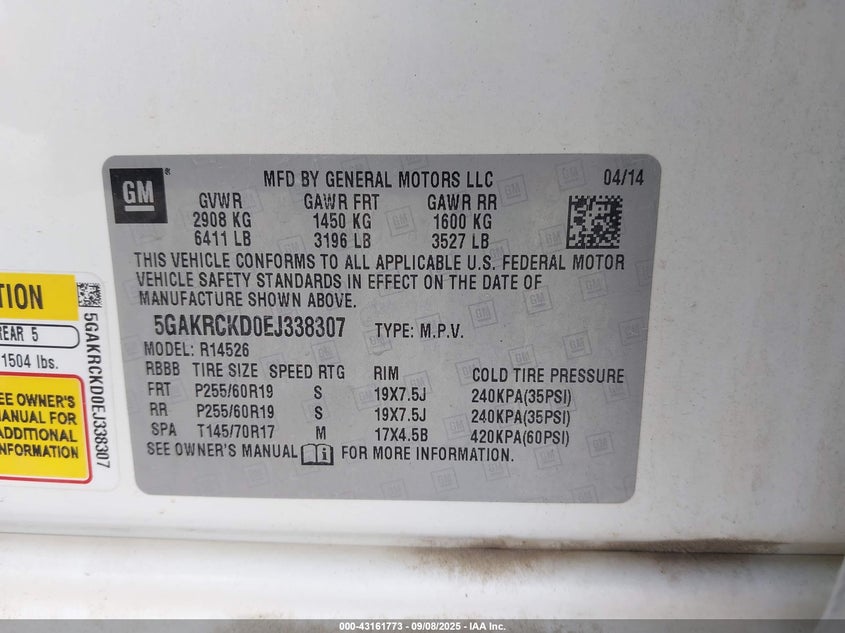 GM
MFD BY GENERAL MOTORS LLC 04/14
GVWR GAWR FRT GAWR RR
2908 KG 1450 KG 1600 KG
6411 LB 3196 LB 3527 LB
THIS VEHICLE CONFORMS TO ALL APPLICABLE U.S. FEDERAL MOTOR
VEHICLE SAFETY STANDARDS IN EFFECT ON THE DATE OF
MANUFACTURE SHOWN ABOVE.
5GAKRCKD0EJ338307 TYPE: M.P.V.
MODEL: R14526
RBBB TIRE SIZE SPEED RTG RIM COLD TIRE PRESSURE
FRT P255/60R19 S 19X7.5J 240KPA(35PSI)
RR P255/60R19 S 19X7.5J 240KPA(35PSI)
SPA T145/70R17 M 17X4.5B 420KPA(60PSI)
SEE OWNER'S MANUAL FOR MORE INFORMATION.
TION
REAR 5
1504 lbs.
EE OWNER'S
MANUAL FOR
ADDITIONAL
NFORMATION
5GAKRCKD0EJ338307
000-43161773 - 09/08/2025 - IAA Inc.